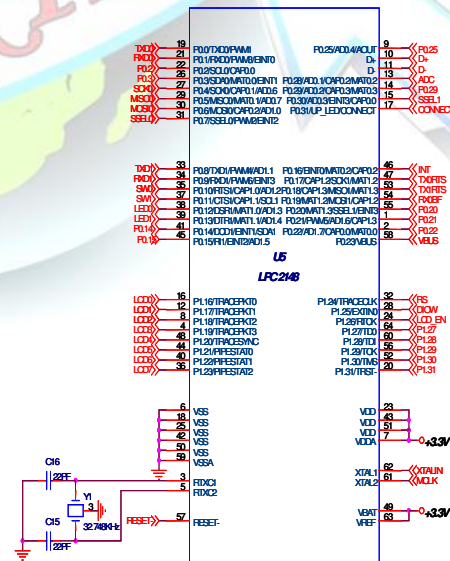 TXD0 19 P0.0/TXD0/PWM1 P0.25/AD0.4/AOUT 9 P0.25
RXD0 21 P0.1/RXD0/PWM3/EINT0 D+ 10 D+
P0.2 22 P0.2/SCL0/CAP0.0 D- 11 D-
P0.3 26 P0.3/SDA0/MAT0.0/EINT1 P0.28/AD0.1/CAP0.2/MAT0.2 13 ADC
SCK0 27 P0.4/SCK0/CAP0.1/AD0.6 P0.29/AD0.2/CAP0.3/MAT0.3 14 P0.29
MISO0 29 P0.5/MISO0/MAT0.1/AD0.7 P0.30/AD0.3/EINT3/CAP0.0 15 SSEL1
MOSI0 30 P0.6/MOSI0/CAP0.2/AD1.0 P0.31/UP_LED/CONNECT 17 CONNEC
SSEL0 31 P0.7/SSEL0/PWM2/EINT2
TXD1 33 P0.8/TXD1/PWM4/AD1.1 P0.16/EINT0/MAT0.2/CAP0.2 46 INT
RXD1 34 P0.9/RXD1/PWM6/EINT3 P0.17/CAP1.2/SCK1/MAT1.2 47 TX0RTS
SW0 35 P0.10/RTS1/CAP1.0/AD1.2 P0.18/CAP1.3/MISO1/MAT1.3 53 TX1RTS
SW1 37 P0.11/CTS1/CAP1.1/SCL1 P0.19/MAT1.2/MOSI1/CAP1.2 54 RX0BF
LED0 38 P0.12/DSR1/MAT1.0/AD1.3 P0.20/MAT1.3/SSEL1/EINT3 55 P0.20
LED1 39 P0.13/DTR1/MAT1.1/AD1.4 P0.21/PWM5/AD1.6/CAP1.3 1 P0.21
P0.14 41 P0.14/DCD1/EINT1/SDA1 P0.22/AD1.7/CAP0.0/MAT0.0 2 P0.22
P0.15 45 P0.15/RI1/EINT2/AD1.5 P0.23/VBUS 58 VBUS
U5
LPC2148
LCD0 16 P1.16/TRACEPKT0 P1.24/TRACECLK 32 RS
LCD1 12 P1.17/TRACEPKT1 P1.25/EXTIN0 28 DIOW
LCD2 8 P1.18/TRACEPKT2 P1.26/RTCK 24 LCD_EN
LCD3 4 P1.19/TRACEPKT3 P1.27/TDO 64 P1.27
LCD4 48 P1.20/TRACESYNC P1.28/TDI 60 P1.28
LCD5 44 P1.21/PIPESTAT0 P1.29/TCK 56 P1.29
LCD6 40 P1.22/PIPESTAT1 P1.30/TMS 52 P1.30
LCD7 36 P1.23/PIPESTAT2 P1.31/TRST- 20 P1.31
6 VSS VDD 23
18 VSS VDD 43
25 VSS VDD 51
42 VSS VDDA 7 +3.3V
50 VSS
59 VSSA
XTAL1 62 XTALIN
XTAL2 61 MCLK
C16 22PF 3 RTXC1
5 RTXC2
Y1 3 32.748KHz
C15 22PF
RESET- 57 RESET-
VBAT 49 +3.3V
VREF 63